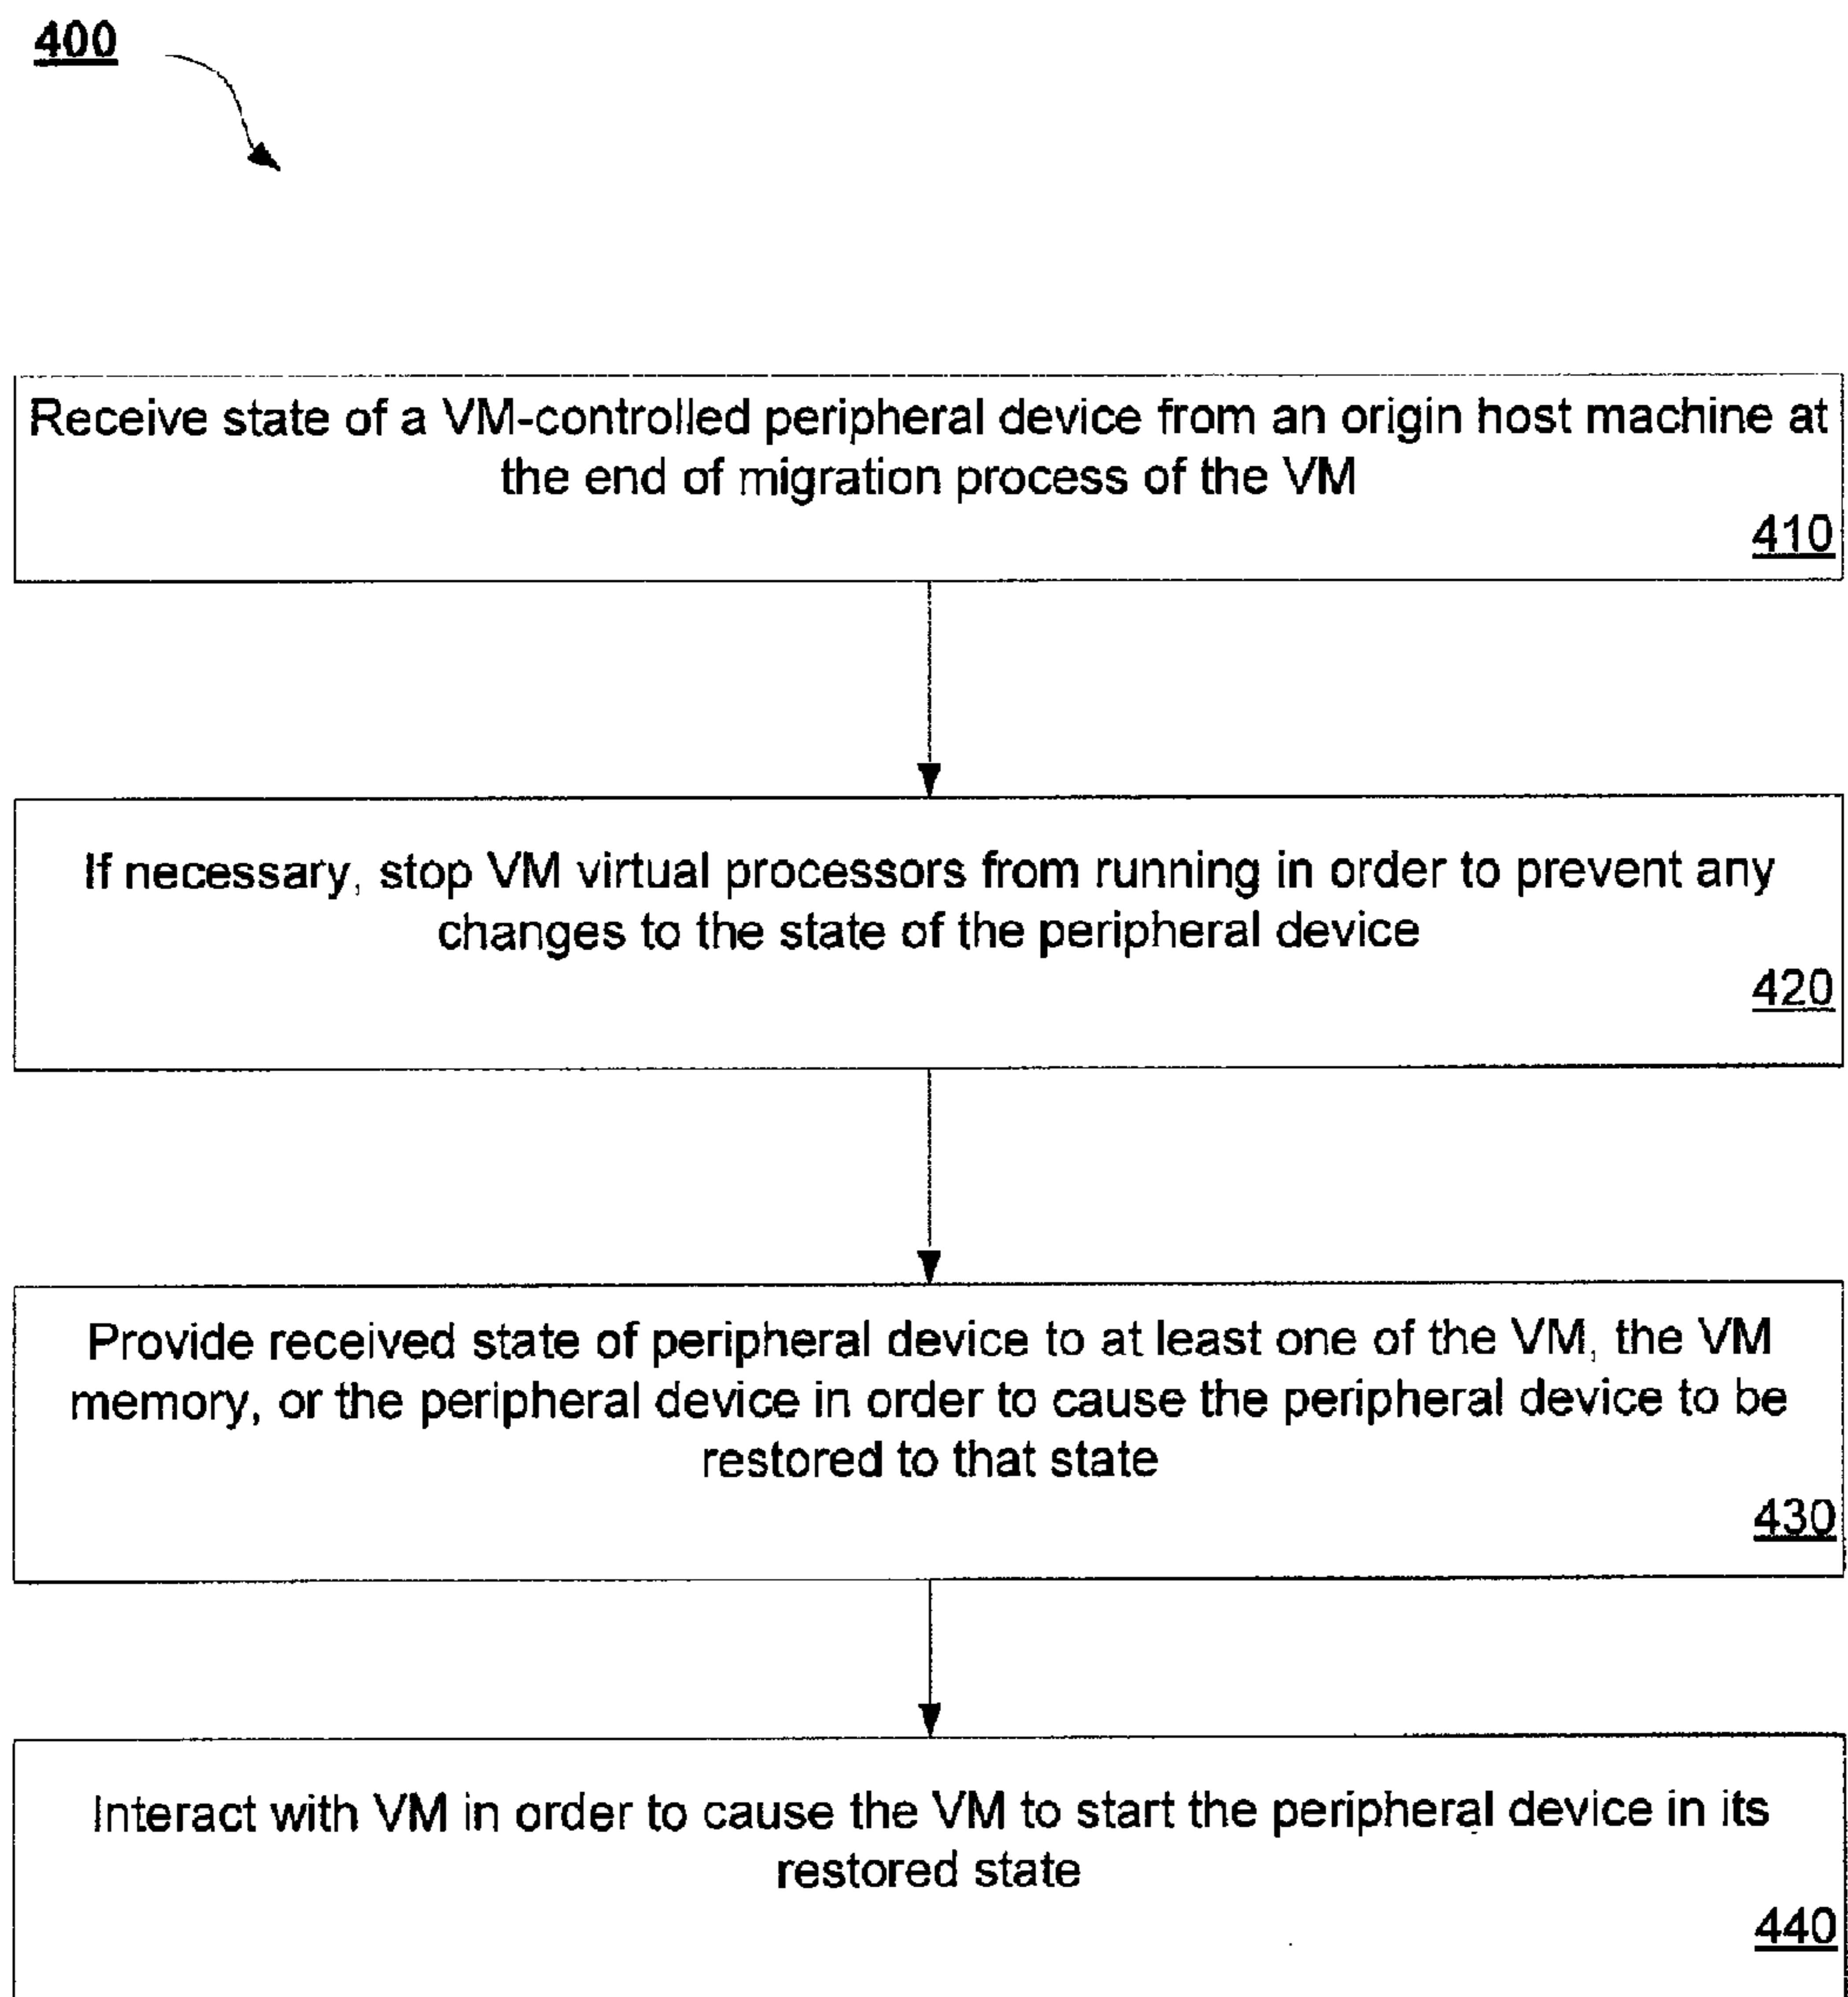 400
Receive state of a VM-controlled peripheral device from an origin host machine at
the end of migration process of the VM
410
If necessary, stop VM virtual processors from running in order to prevent any
changes to the state of the peripheral device
420
Provide received state of peripheral device to at least one of the VM, the VM
memory, or the peripheral device in order to cause the peripheral device to be
restored to that state
430
Interact with VM in order to cause the VM to start the peripheral device in its
restored state
440